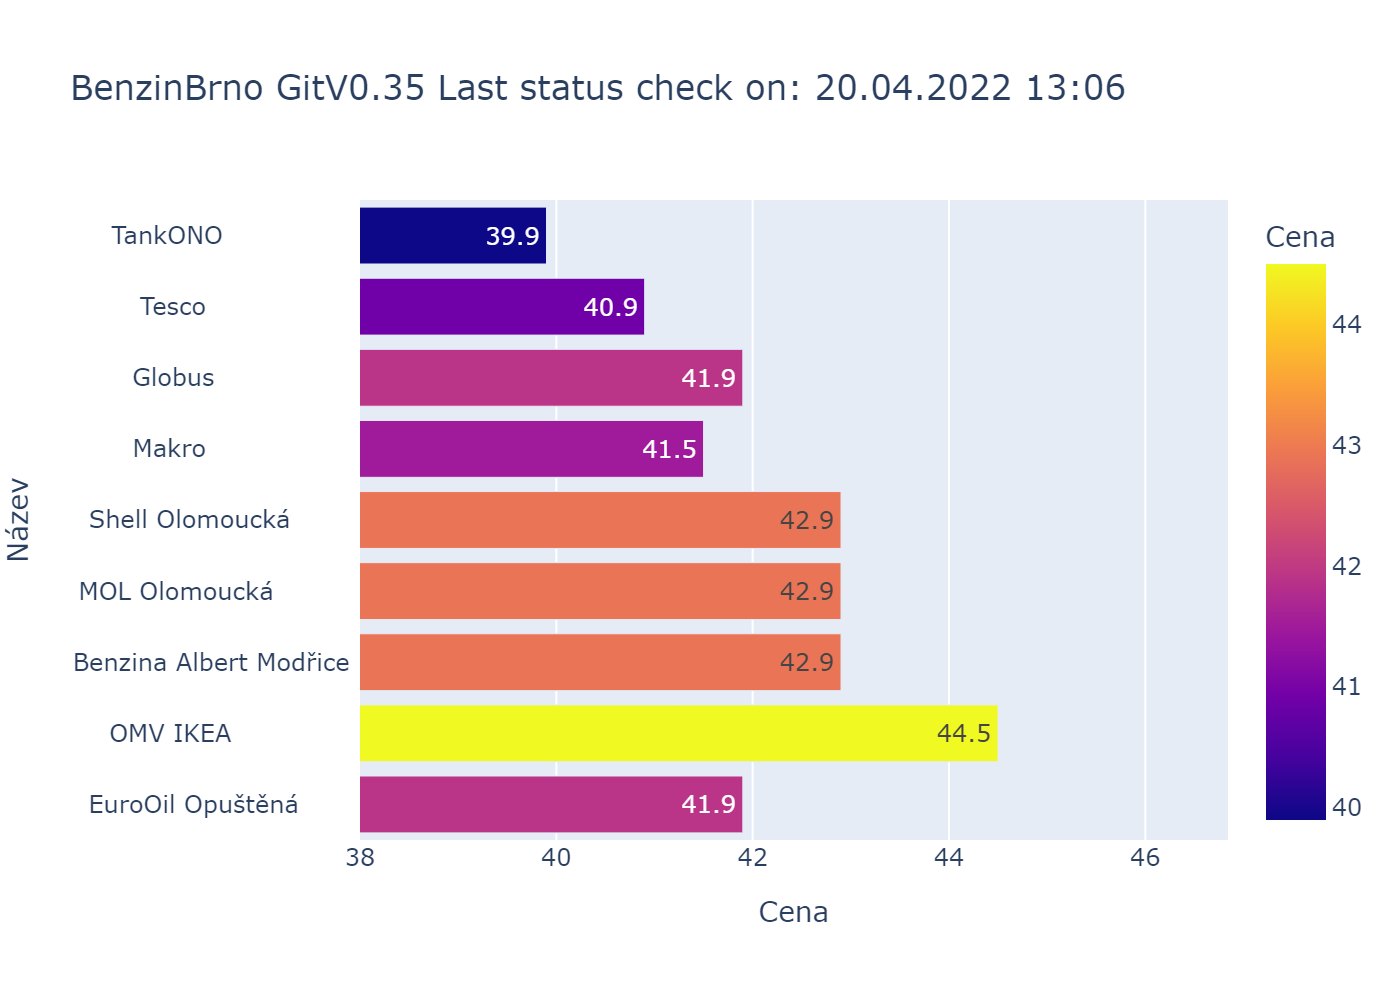 BenzinBrno GitV0.35 Last status check on: 20.04.2022 13:06
Název
TankONO
39.9
Tesco
40.9
Globus
41.9
Makro
41.5
Shell Olomoucká
42.9
MOL Olomoucká
42.9
Benzina Albert Modřice
42.9
OMV IKEA
44.5
EuroOil Opuštěná
41.9
38 40 42 44 46
Cena
Cena
44
43
42
41
40